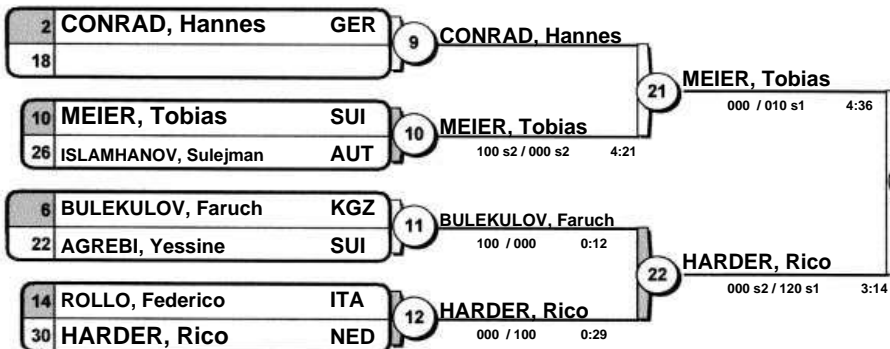 2 CONRAD, Hannes GER
18
9
CONRAD, Hannes
10 MEIER, Tobias SUI
26 ISLAMHANOV, Sulejman AUT
10
MEIER, Tobias
100 s2 / 000 s2 4:21
21
MEIER, Tobias
000 / 010 s1 4:36
6 BULEKULOV, Faruch KGZ
22 AGREBI, Yessine SUI
11
BULEKULOV, Faruch
100 / 000 0:12
14 ROLLO, Federico ITA
30 HARDER, Rico NED
12
HARDER, Rico
000 / 100 0:29
22
HARDER, Rico
000 s2 / 120 s1 3:14